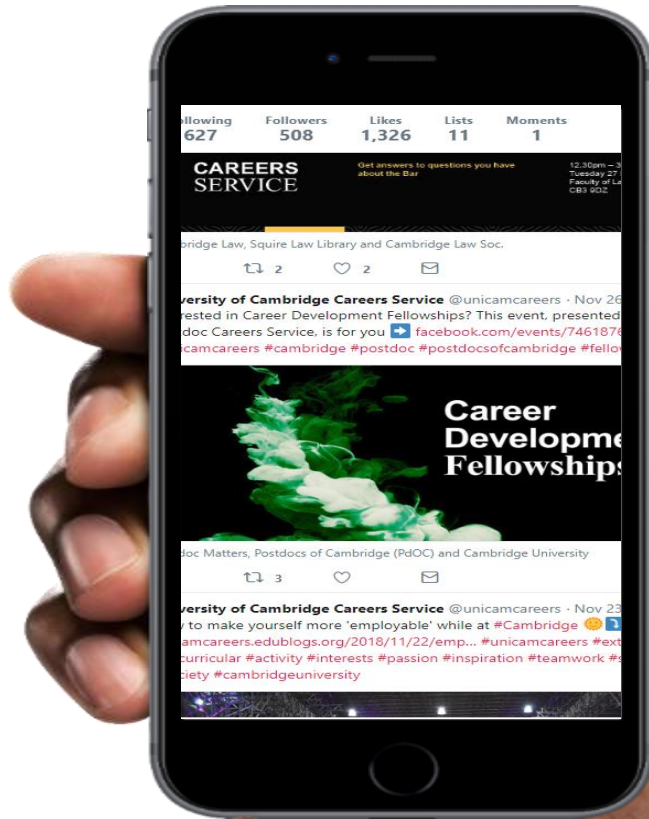 ollowing Followers Likes Lists Moments
627 508 1,326 11 1
CAREERS
SERVICE
Get answers to questions you have
about the Bar
12.30pm – 3
Tuesday 27
Faculty of La
CB3 9DZ
bridge Law, Squire Law Library and Cambridge Law Soc.
2 2
versity of Cambridge Careers Service @unicamcareers · Nov 26
rested in Career Development Fellowships? This event, presented
doc Careers Service, is for you ➡ facebook.com/events/7461876
nicamcareers #cambridge #postdoc #postdocsofcambridge #fello
Career
Developme
Fellowships
doc Matters, Postdocs of Cambridge (PdOC) and Cambridge University
3
versity of Cambridge Careers Service @unicamcareers · Nov 23
to make yourself more 'employable' while at #Cambridge
amcareers.edublogs.org/2018/11/22/emp... #unicamcareers #ext
curricular #activity #interests #passion #inspiration #teamwork #s
ciety #cambridgeuniversity